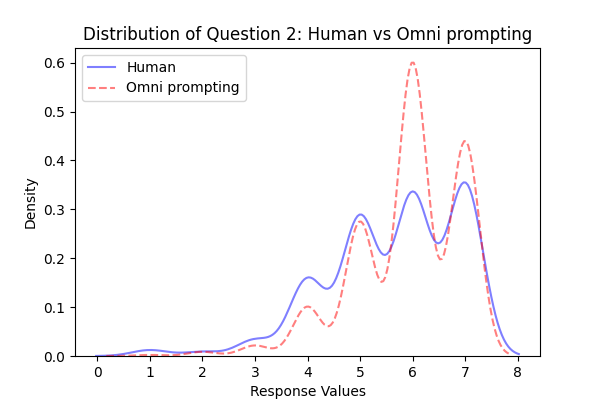 Distribution of Question 2: Human vs Omni prompting
Human
Omni prompting
0.6
0.5
0.4
0.3
0.2
0.1
0.0
Density
0 1 2 3 4 5 6 7 8
Response Values